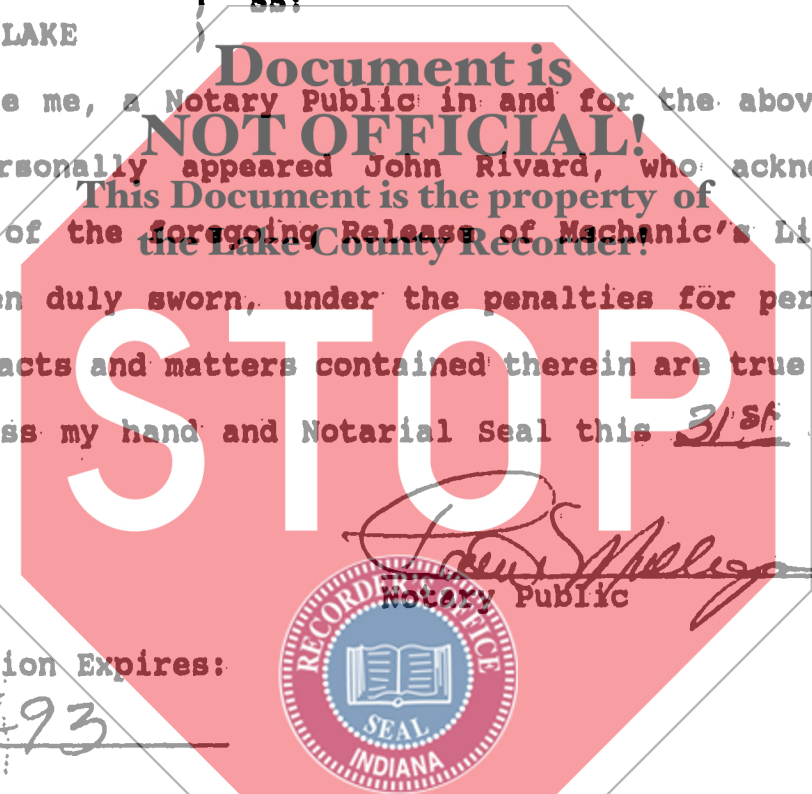 ) SS:
LAKE )
Document is
e me, a Notary Public in and for the abov
NOT OFFICIAL!
rsonally appeared John Rivard, who ackn
This Document is the property of
of the foregoing Release of Mechanic's Li
the Lake County Recorder!
n duly sworn, under the penalties for per
STOP
acts and matters contained therein are true
ss my hand and Notarial Seal this 31st
Notary Public
RECORDER'S OFFICE
SEAL
INDIANA
ion Expires:
-93